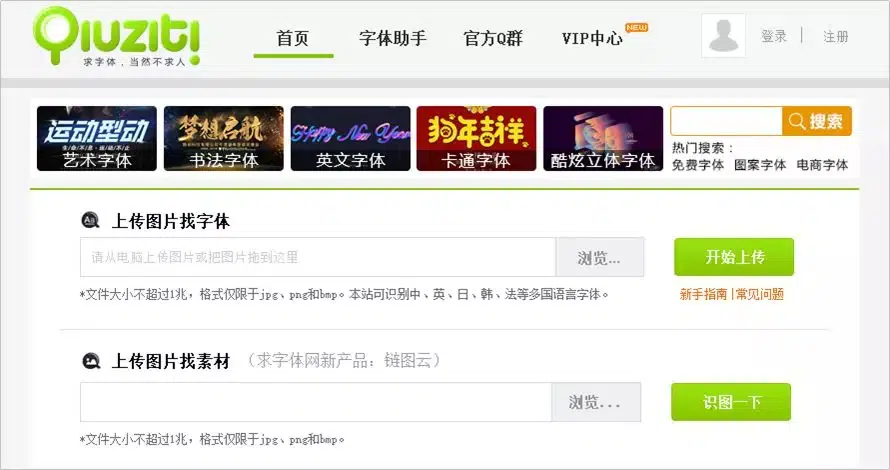 Qiuziti!
求字体，当然不求人。
首页 字体助手 官方Q群 VIP中心 NEW 登录 | 注册
运动型动
艺术字体
梦想启航
书法字体
Happy New Year
英文字体
狗年吉祥
卡通字体
酷炫立体字体
搜索
热门搜索：
免费字体 图案字体 电商字体
Aa 上传图片找字体
请从电脑上传图片或把图片拖到这里 浏览... 开始上传
*文件大小不超过1兆，格式仅限于jpg、png和bmp。本站可识别中、英、日、韩、法等多国语言字体。 新手指南 | 常见问题
上传图片找素材 （求字体网新产品：链图云）
浏览... 识图一下
*文件大小不超过1兆，格式仅限于jpg、png和bmp。